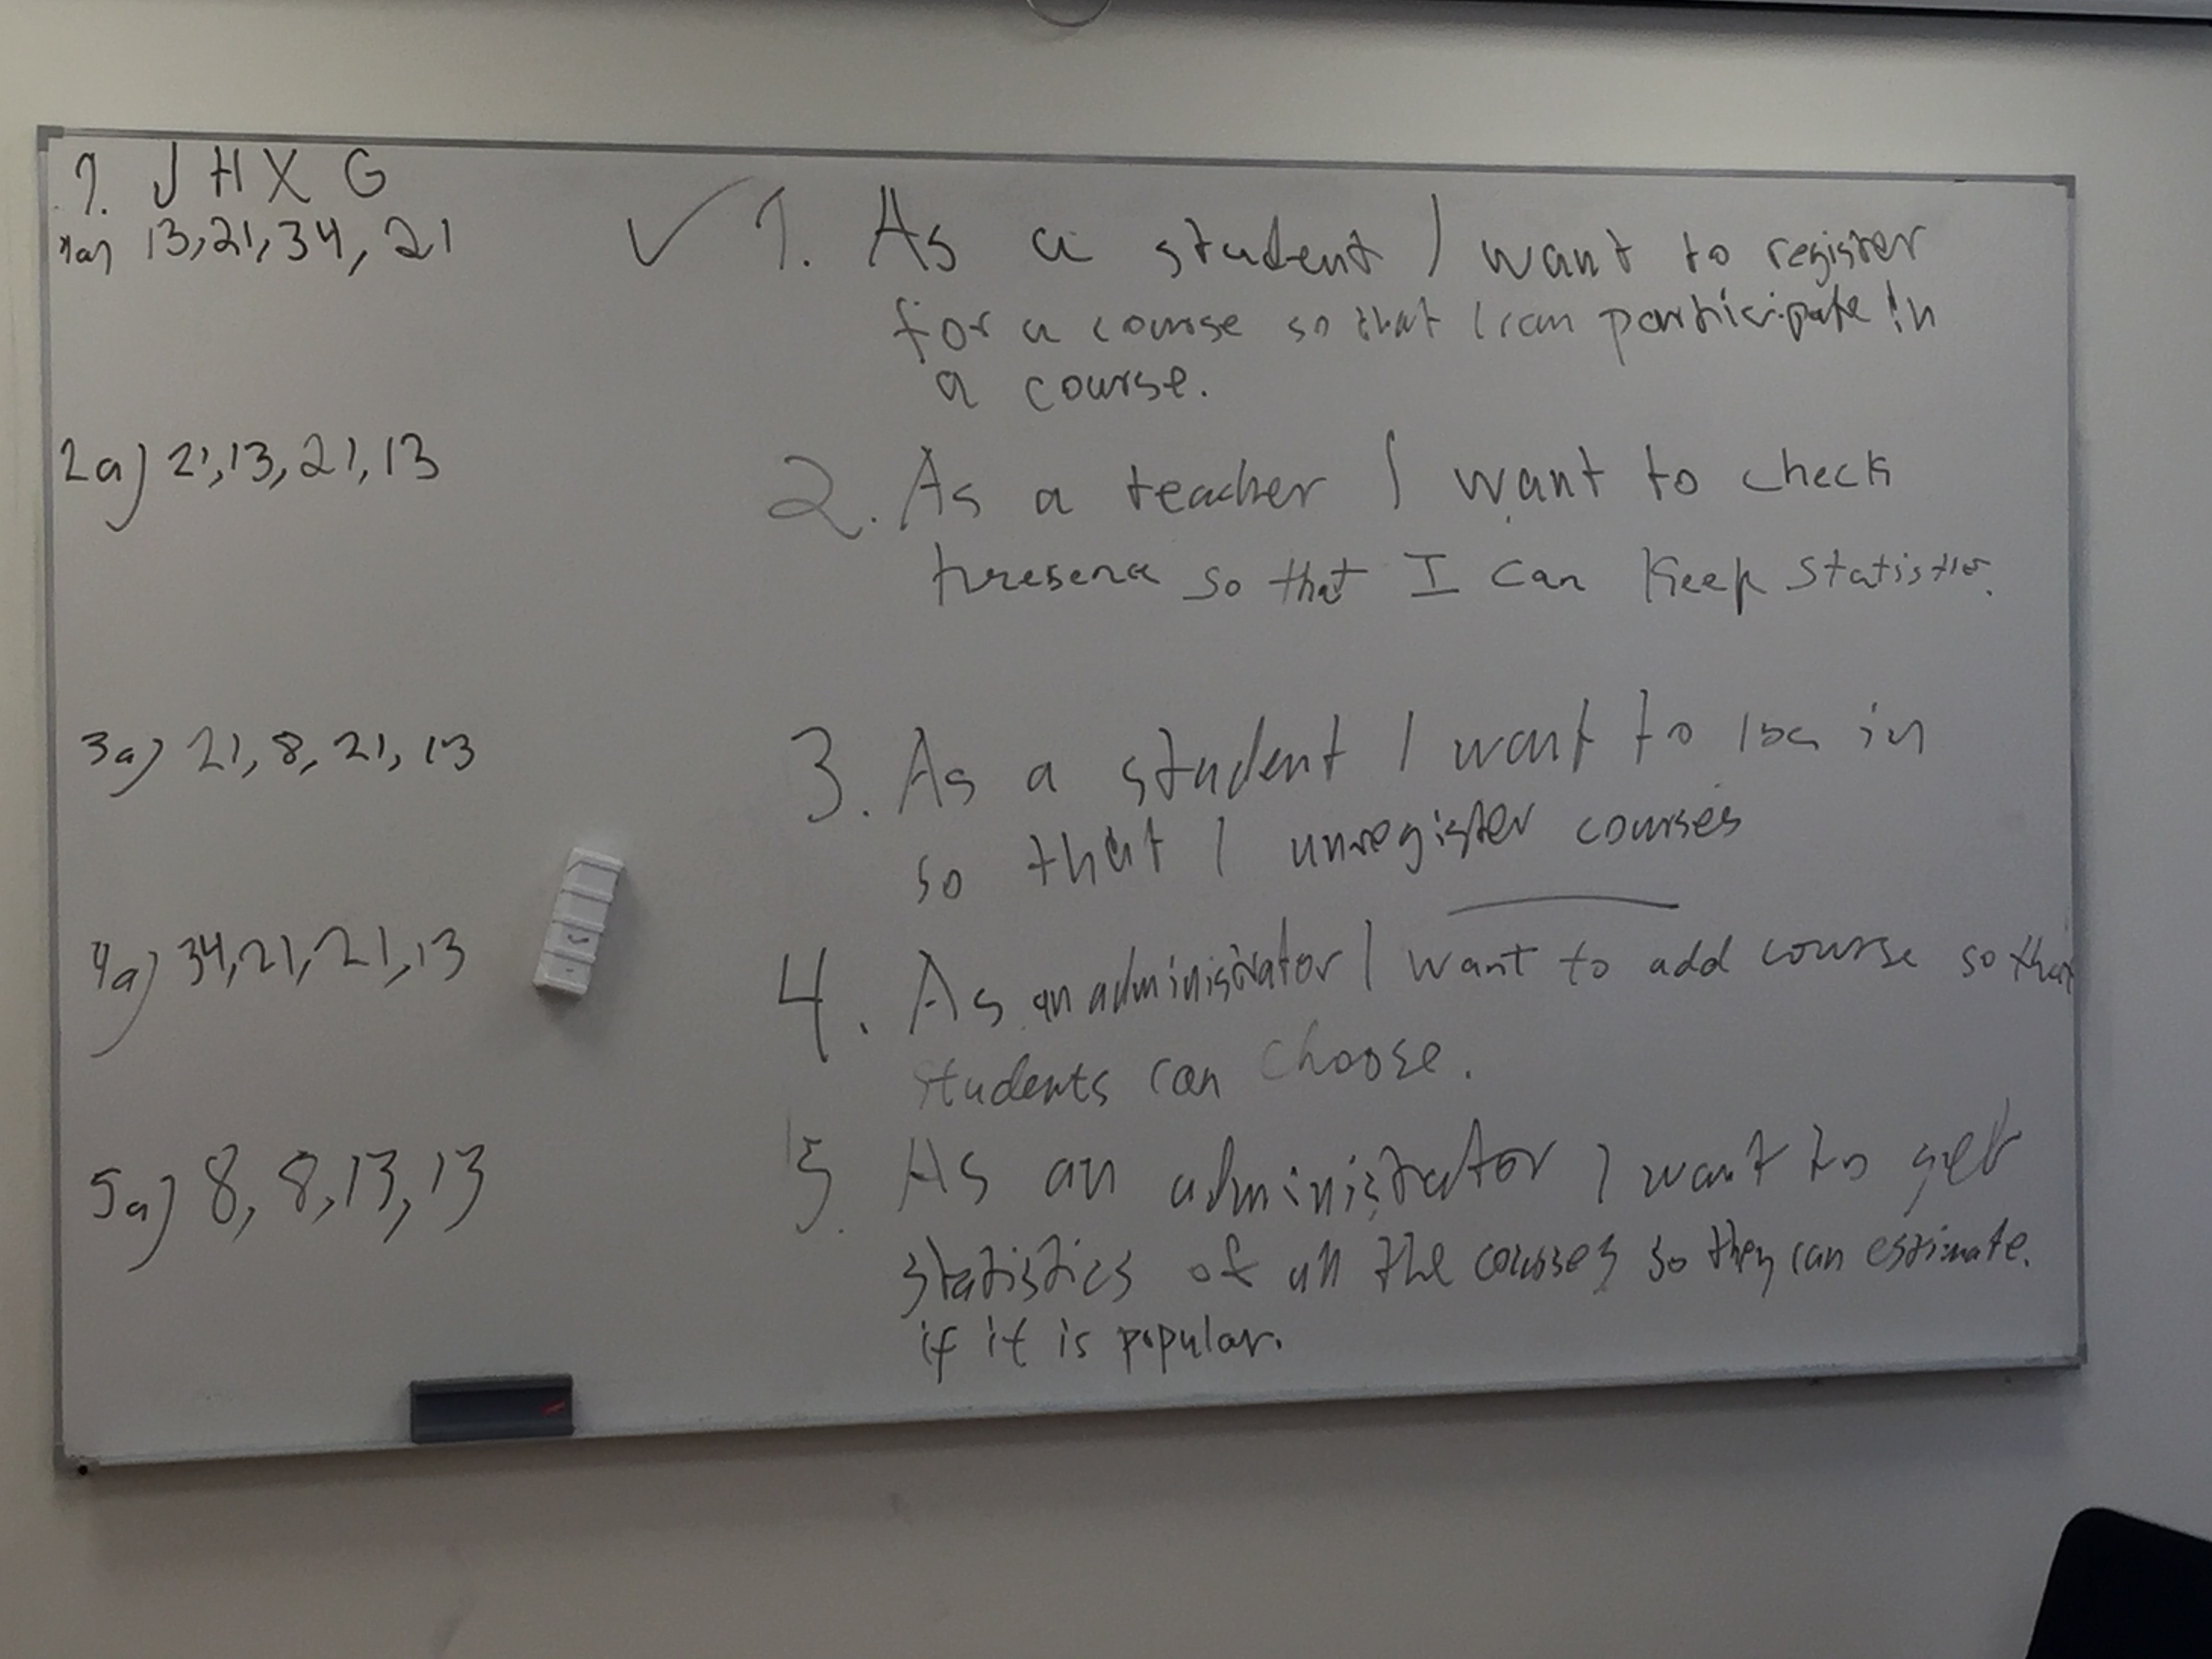 1. J H X G
1a) 13,21,34,21
2a) 21,13,21,13
3a) 21,8,21,13
4a) 34,21,21,13
5a) 8,8,13,13
1. As a student I want to register
for a course so that I can participate in
a course.
2. As a teacher I want to check
presence so that I can keep statistics.
3. As a student I want to log in
so that I unregister courses
4. As an administrator I want to add course so that
students can choose.
5. As an administrator I want to get
statistics of all the courses so they can estimate.
if it is popular.